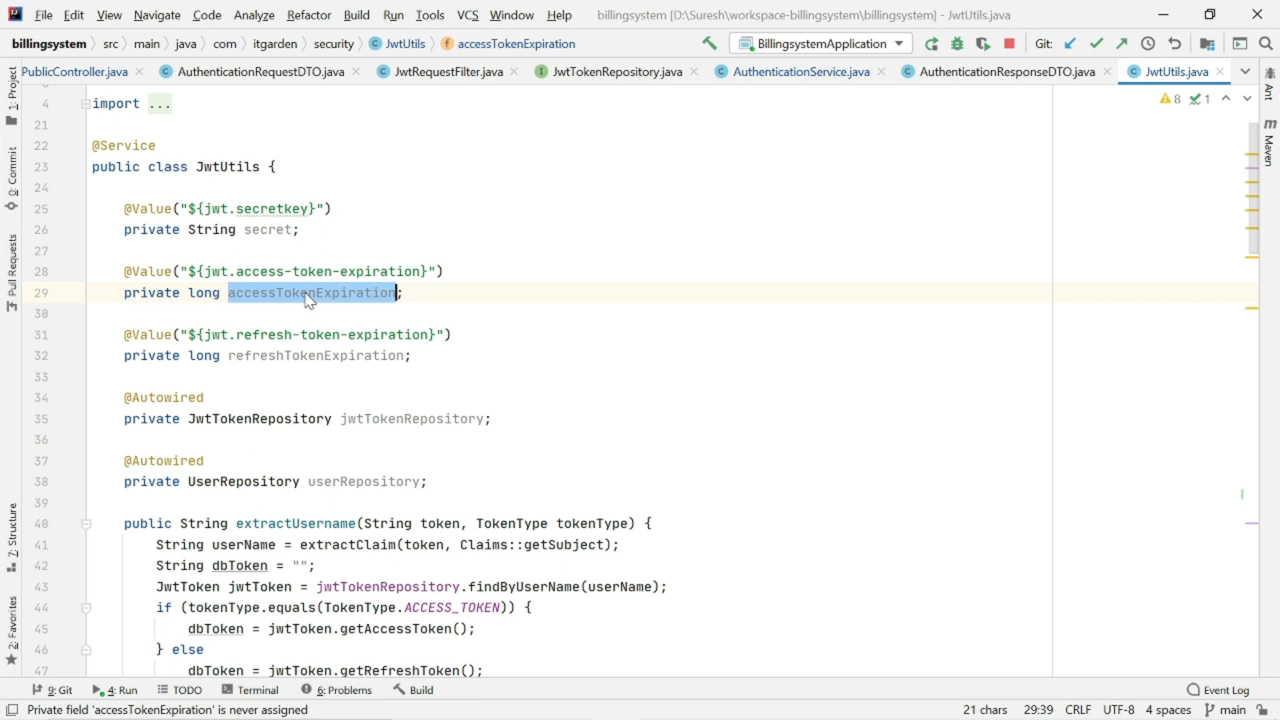 File Edit View Navigate Code Analyze Refactor Build Run Tools VCS Window Help billingsystem [D:\Suresh\workspace-billingsystem\billingsystem] - JwtUtils.java
billingsystem src main java com itgarden security JwtUtils accessTokenExpiration BillingsystemApplication Git:
PublicController.java AuthenticationRequestDTO.java JwtRequestFilter.java JwtTokenRepository.java AuthenticationService.java AuthenticationResponseDTO.java JwtUtils.java
1: Project
0: Commit
Pull Requests
7: Structure
2: Favorites
Ant
Maven
8 1
4 import ...
21
22 @Service
23 public class JwtUtils {
24
25 @Value("${jwt.secretkey}")
26 private String secret;
27
28 @Value("${jwt.access-token-expiration}")
29 private long accessTokenExpiration;
30
31 @Value("${jwt.refresh-token-expiration}")
32 private long refreshTokenExpiration;
33
34 @Autowired
35 private JwtTokenRepository jwtTokenRepository;
36
37 @Autowired
38 private UserRepository userRepository;
39
40 public String extractUsername(String token, TokenType tokenType) {
41 String userName = extractClaim(token, Claims::getSubject);
42 String dbToken = "";
43 JwtToken jwtToken = jwtTokenRepository.findByUserName(userName);
44 if (tokenType.equals(TokenType.ACCESS_TOKEN)) {
45 dbToken = jwtToken.getAccessToken();
46 } else
47 dbToken = jwtToken.getRefreshToken();
9: Git 4: Run TODO Terminal 6: Problems Build Event Log
Private field 'accessTokenExpiration' is never assigned 21 chars 29:39 CRLF UTF-8 4 spaces main